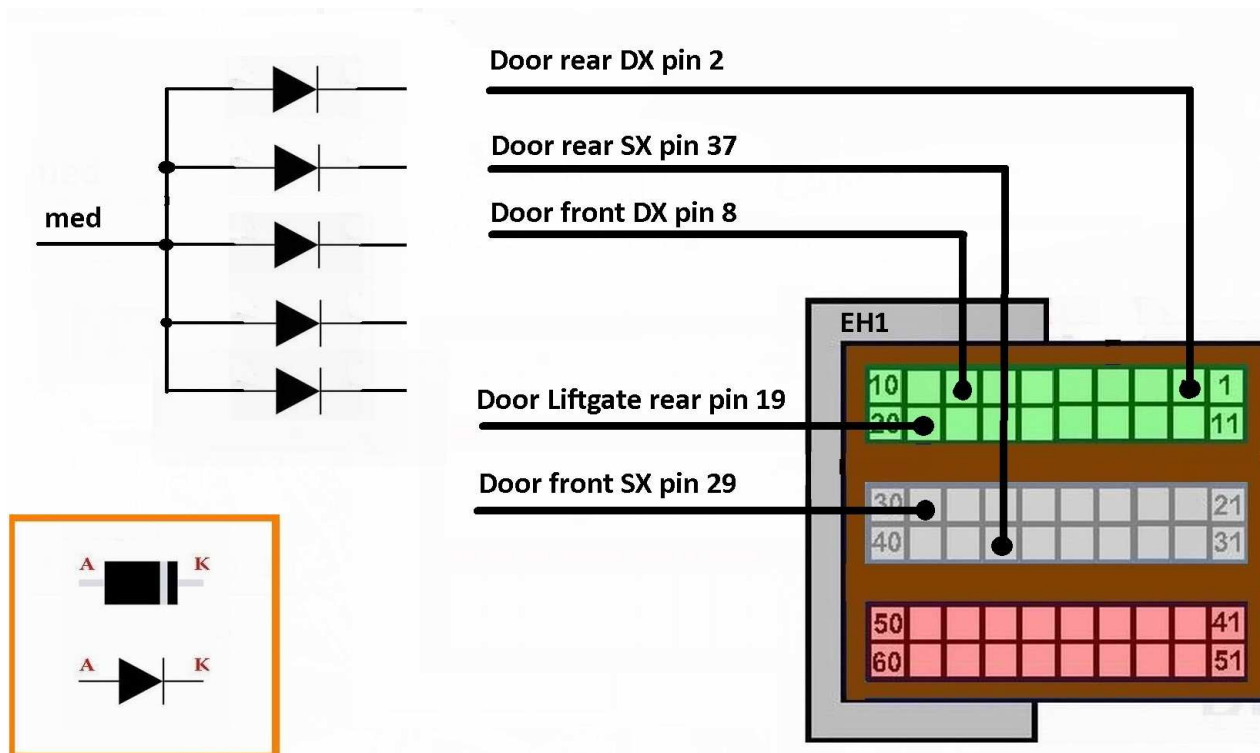 Door rear DX pin 2
Door rear SX pin 37
Door front DX pin 8
med
EH1
10 1
Door Liftgate rear pin 19
20 11
Door front SX pin 29
30 21
40 31
A K
50 41
A K
60 51